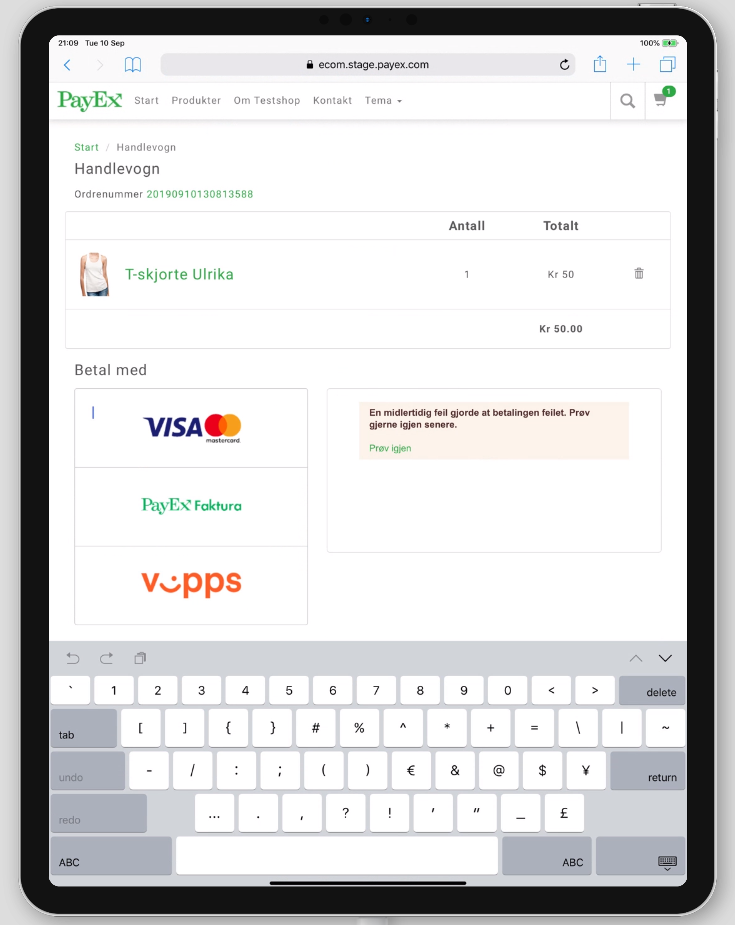 21:09 Tue 10 Sep 100%
ecom.stage.payex.com
PayEx Start Produkter Om Testshop Kontakt Tema 1
Start / Handlevogn
Handlevogn
Ordrenummer 20190910130813588
Antall Totalt
T-skjorte Ulrika 1 Kr 50
Kr 50.00
Betal med
VISA mastercard.
En midlertidig feil gjorde at betalingen feilet. Prøv
gjerne igjen senere.
Prøv igjen
PayEx Faktura
vipps
` 1 2 3 4 5 6 7 8 9 0 < > delete
tab [ ] { } # % ^ * + = \ | ~
undo - / : ; ( ) € & @ $ ¥ return
redo ... . , ? ! ' " _ £
ABC ABC